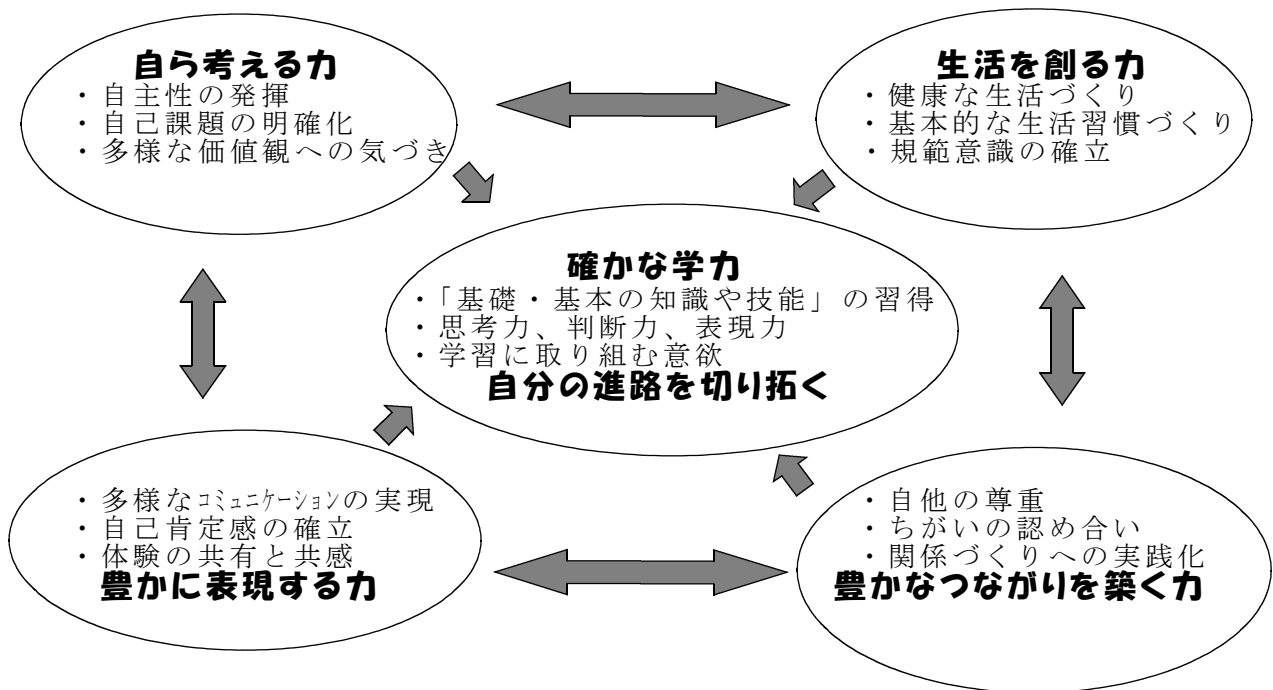 自ら考える力
・自主性の発揮
・自己課題の明確化
・多様な価値観への気づき
生活を創る力
・健康な生活づくり
・基本的な生活習慣づくり
・規範意識の確立
確かな学力
・「基礎・基本の知識や技能」の習得
・思考力、判断力、表現力
・学習に取り組む意欲
自分の進路を切り拓く
・多様なｺﾐｭﾆｹｰｼｮﾝの実現
・自己肯定感の確立
・体験の共有と共感
豊かに表現する力
・自他の尊重
・ちがいの認め合い
・関係づくりへの実践化
豊かなつながりを築く力